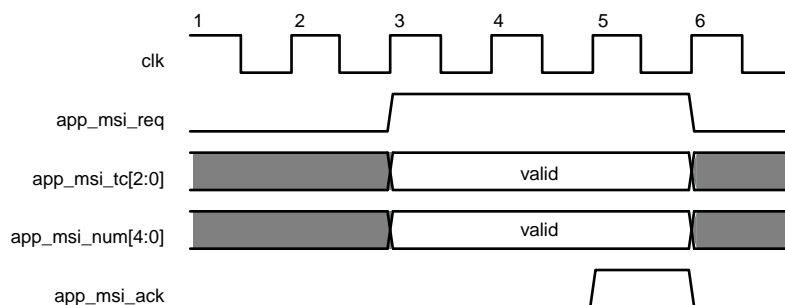 1 2 3 4 5 6
clk
app_msi_req
app_msi_tc[2:0] valid
app_msi_num[4:0] valid
app_msi_ack